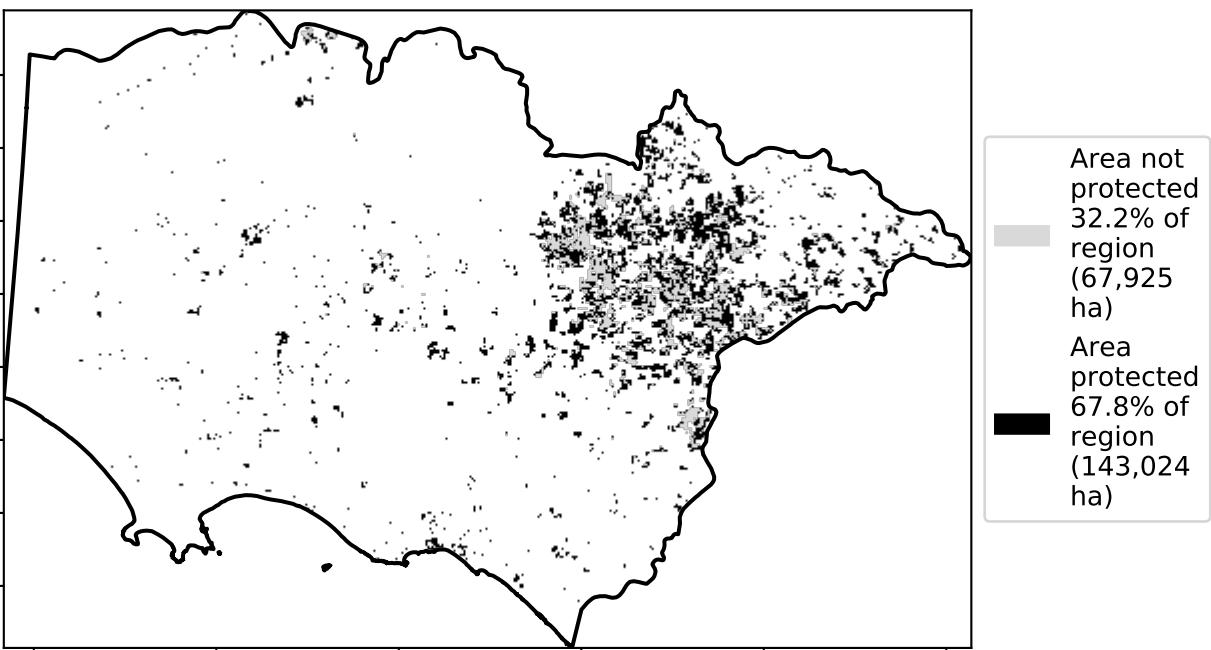 Area not
protected
32.2% of
region
(67,925
ha)
Area
protected
67.8% of
region
(143,024
ha)